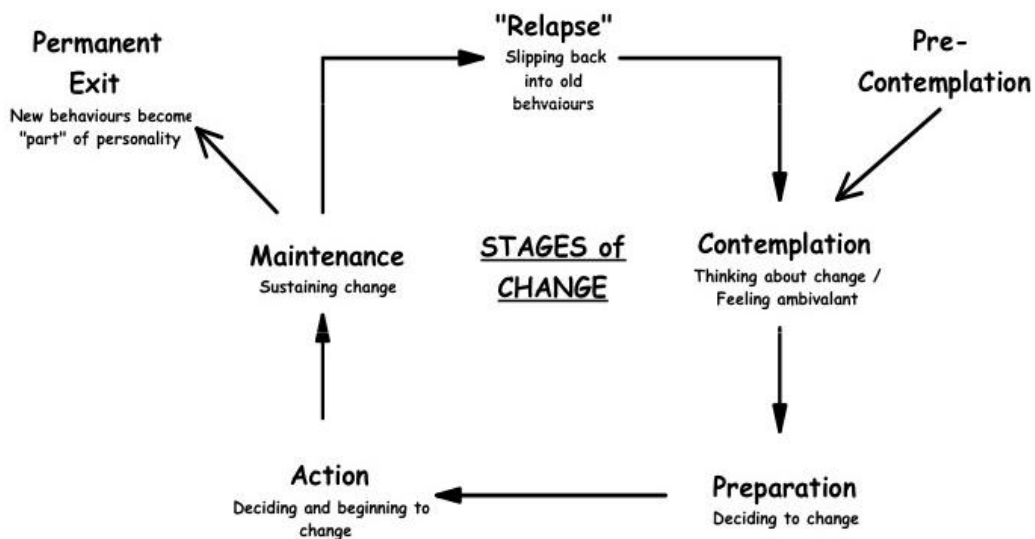 Permanent
Exit
New behaviours become
"part" of personality
"Relapse"
Slipping back
into old
behvaiours
Pre-
Contemplation
Maintenance
Sustaining change
STAGES of
CHANGE
Contemplation
Thinking about change /
Feeling ambivalant
Action
Deciding and beginning to
change
Preparation
Deciding to change